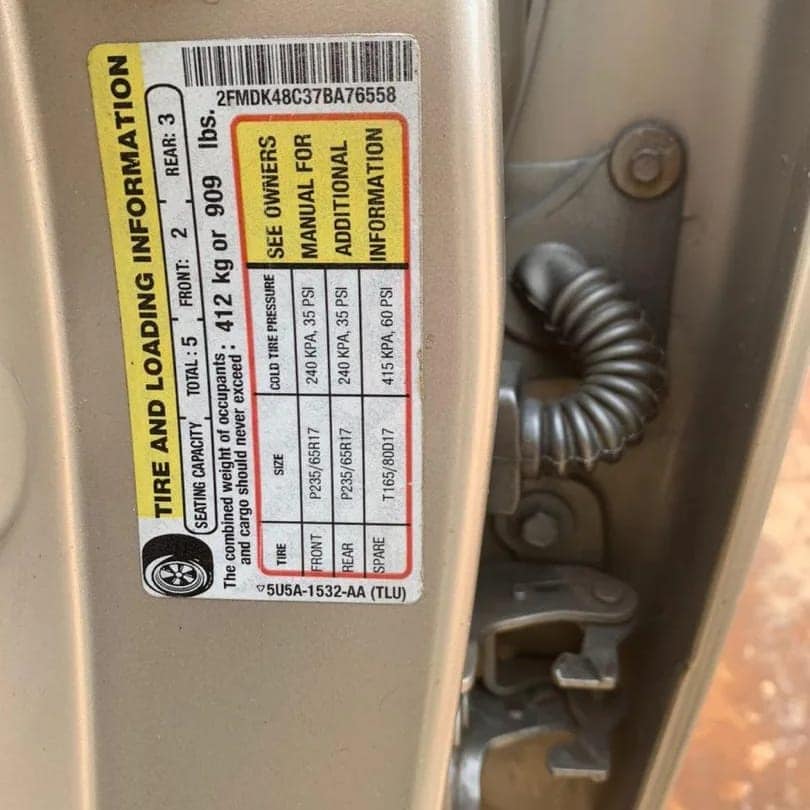 TIRE AND LOADING INFORMATION
SEATING CAPACITY TOTAL: 5 FRONT: 2 REAR: 3
The combined weight of occupants : 412 kg or 909 lbs.
and cargo should never exceed :
TIRE SIZE COLD TIRE PRESSURE
FRONT P235/65R17 240 KPA, 35 PSI
REAR P235/65R17 240 KPA, 35 PSI
SPARE T165/80D17 415 KPA, 60 PSI
SEE OWNERS
MANUAL FOR
ADDITIONAL
INFORMATION
5U5A-1532-AA (TLU)
2FMDK48C37BA76558